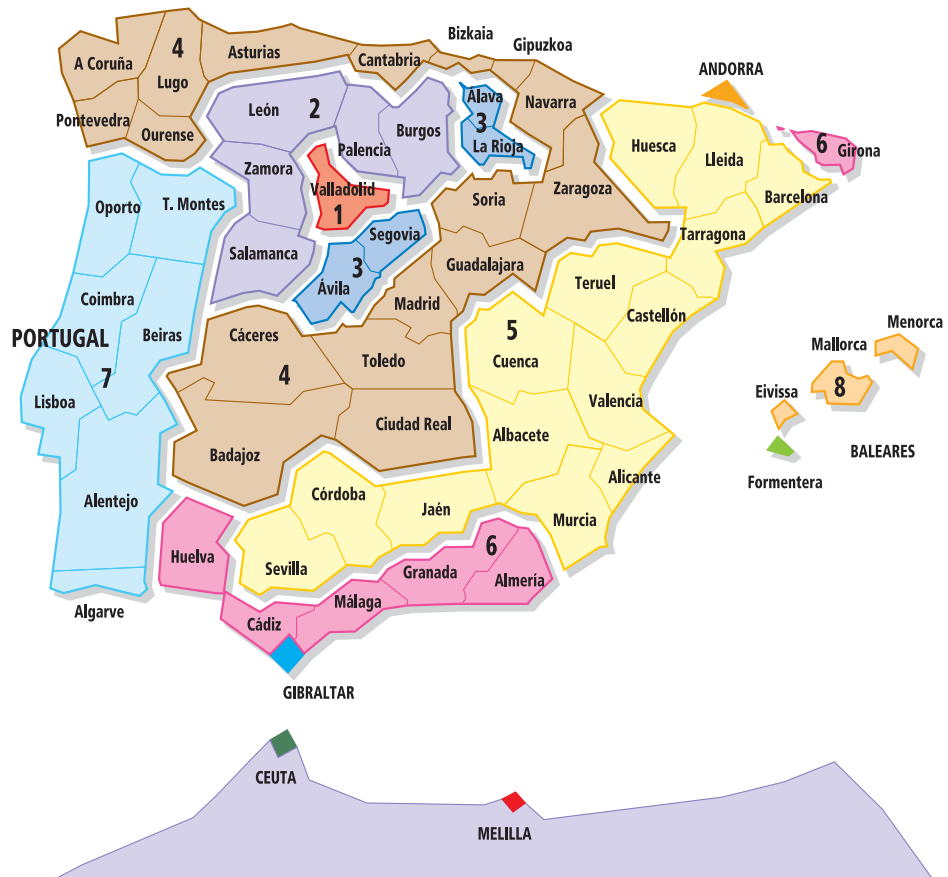 Bizkaia
Gipuzkoa
A Coruña
4
Lugo
Asturias
Cantabria
ANDORRA
Pontevedra
Ourense
León
2
Palencia
Burgos
Álava
3
La Rioja
Navarra
Huesca
Lleida
6
Girona
Zamora
Valladolid
1
Soria
Zaragoza
Barcelona
Oporto
T. Montes
Salamanca
Segovia
3
Ávila
Guadalajara
Tarragona
Madrid
Teruel
Coimbra
Beiras
PORTUGAL
7
Lisboa
Cáceres
4
Toledo
5
Cuenca
Castellón
Menorca
Mallorca
8
Eivissa
BALEARES
Formentera
Valencia
Badajoz
Ciudad Real
Albacete
Alicante
Alentejo
Córdoba
Jaén
Murcia
Huelva
Sevilla
6
Granada
Almería
Málaga
Cádiz
Algarve
GIBRALTAR
CEUTA
MELILLA